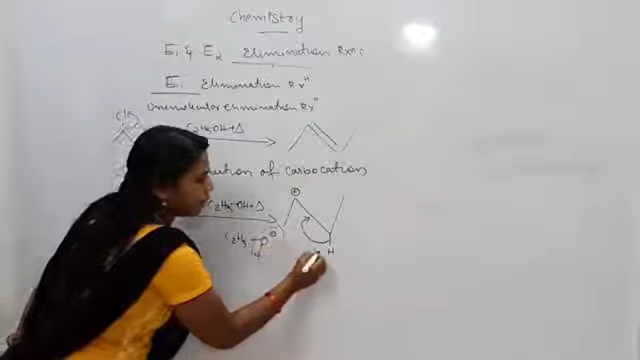 Chemistry
E1 & E2 Elimination Rxn:
E1 Elimination Rxn
Unimolecular elimination Rxn
C2H5OH+Δ
of carbocation
C2H5OH+Δ
⊕
H